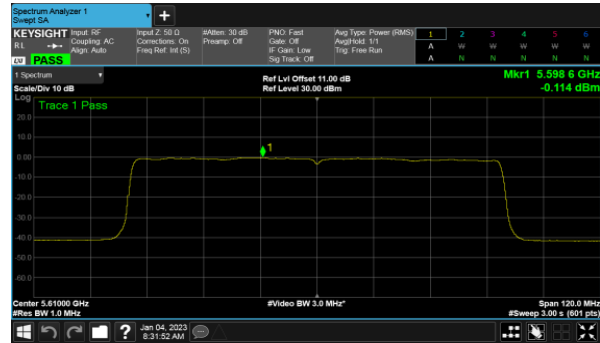 Spectrum Analyzer 1
Swept SA
+
KEYSIGHT
RL
LXI PASS
Input: RF
Coupling: AC
Align: Auto
Input Z: 50 Ω
Corrections: On
Freq Ref: Int (S)
#Atten: 30 dB
Preamp: Off
PNO: Fast
Gate: Off
IF Gain: Low
Sig Track: Off
Avg Type: Power (RMS)
Avg|Hold: 1/1
Trig: Free Run
1 2 3 4 5 6
A W W W W W
A N N N N N
1 Spectrum
Scale/Div 10 dB
Ref Lvl Offset 11.00 dB
Ref Level 30.00 dBm
Mkr1 5.598 6 GHz
-0.114 dBm
Log
Trace 1 Pass
20.0
10.0
0.00
1
-10.0
-20.0
-30.0
-40.0
-50.0
-60.0
Center 5.61000 GHz
#Res BW 1.0 MHz
#Video BW 3.0 MHz*
Span 120.0 MHz
#Sweep 3.00 s (601 pts)
?
Jan 04, 2023
8:31:52 AM